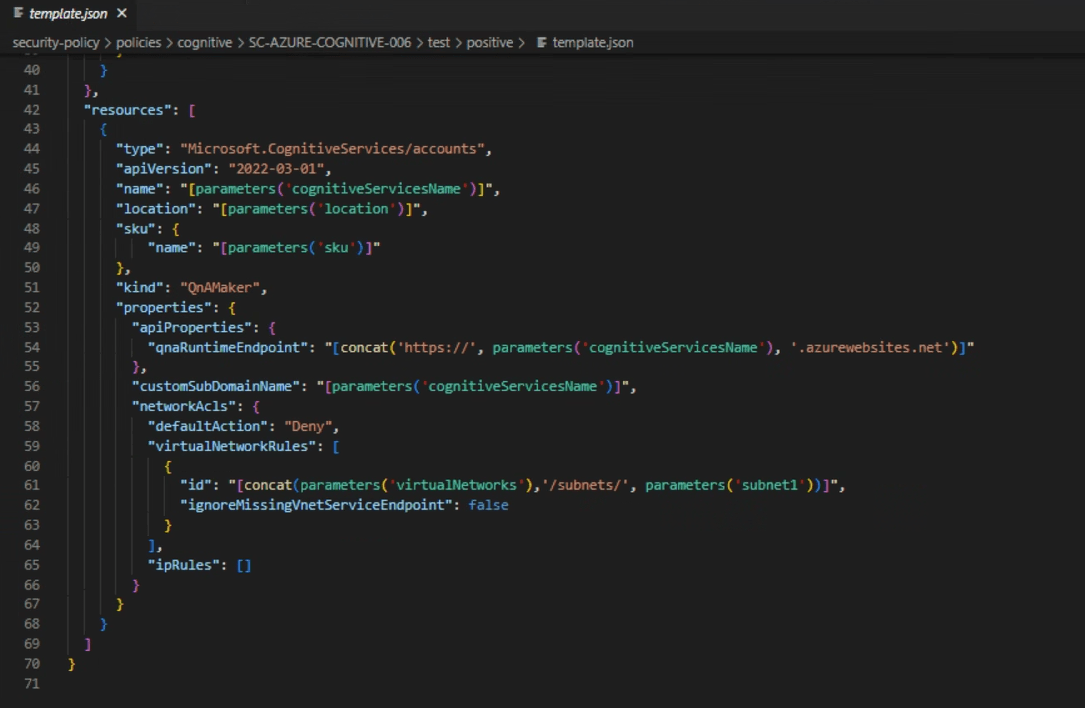 template.json ×
security-policy > policies > cognitive > SC-AZURE-COGNITIVE-006 > test > positive > template.json
40 }
41 },
42 "resources": [
43 {
44 "type": "Microsoft.CognitiveServices/accounts",
45 "apiVersion": "2022-03-01",
46 "name": "[parameters('cognitiveServicesName')]",
47 "location": "[parameters('location')]",
48 "sku": {
49 "name": "[parameters('sku')]"
50 },
51 "kind": "QnAMaker",
52 "properties": {
53 "apiProperties": {
54 "qnaRuntimeEndpoint": "[concat('https://', parameters('cognitiveServicesName'), '.azurewebsites.net')]"
55 },
56 "customSubDomainName": "[parameters('cognitiveServicesName')]",
57 "networkAcls": {
58 "defaultAction": "Deny",
59 "virtualNetworkRules": [
60 {
61 "id": "[concat(parameters('virtualNetworks'),'/subnets/', parameters('subnet1'))]",
62 "ignoreMissingVnetServiceEndpoint": false
63 }
64 ],
65 "ipRules": []
66 }
67 }
68 }
69 ]
70 }
71